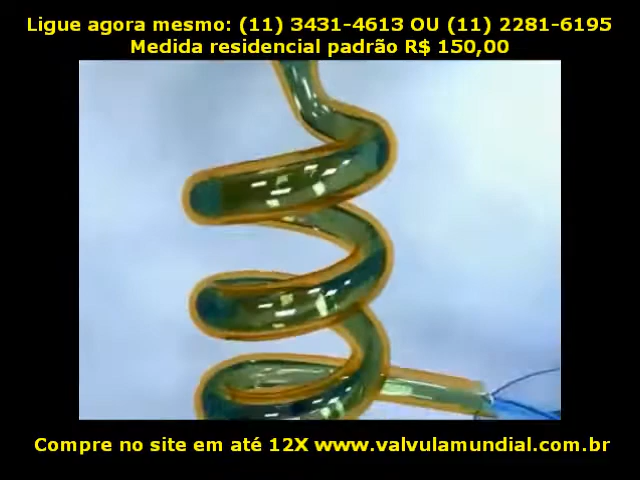 Ligue agora mesmo: (11) 3431-4613 OU (11) 2281-6195
Medida residencial padrão R$ 150,00
Compre no site em até 12X www.valvulamundial.com.br